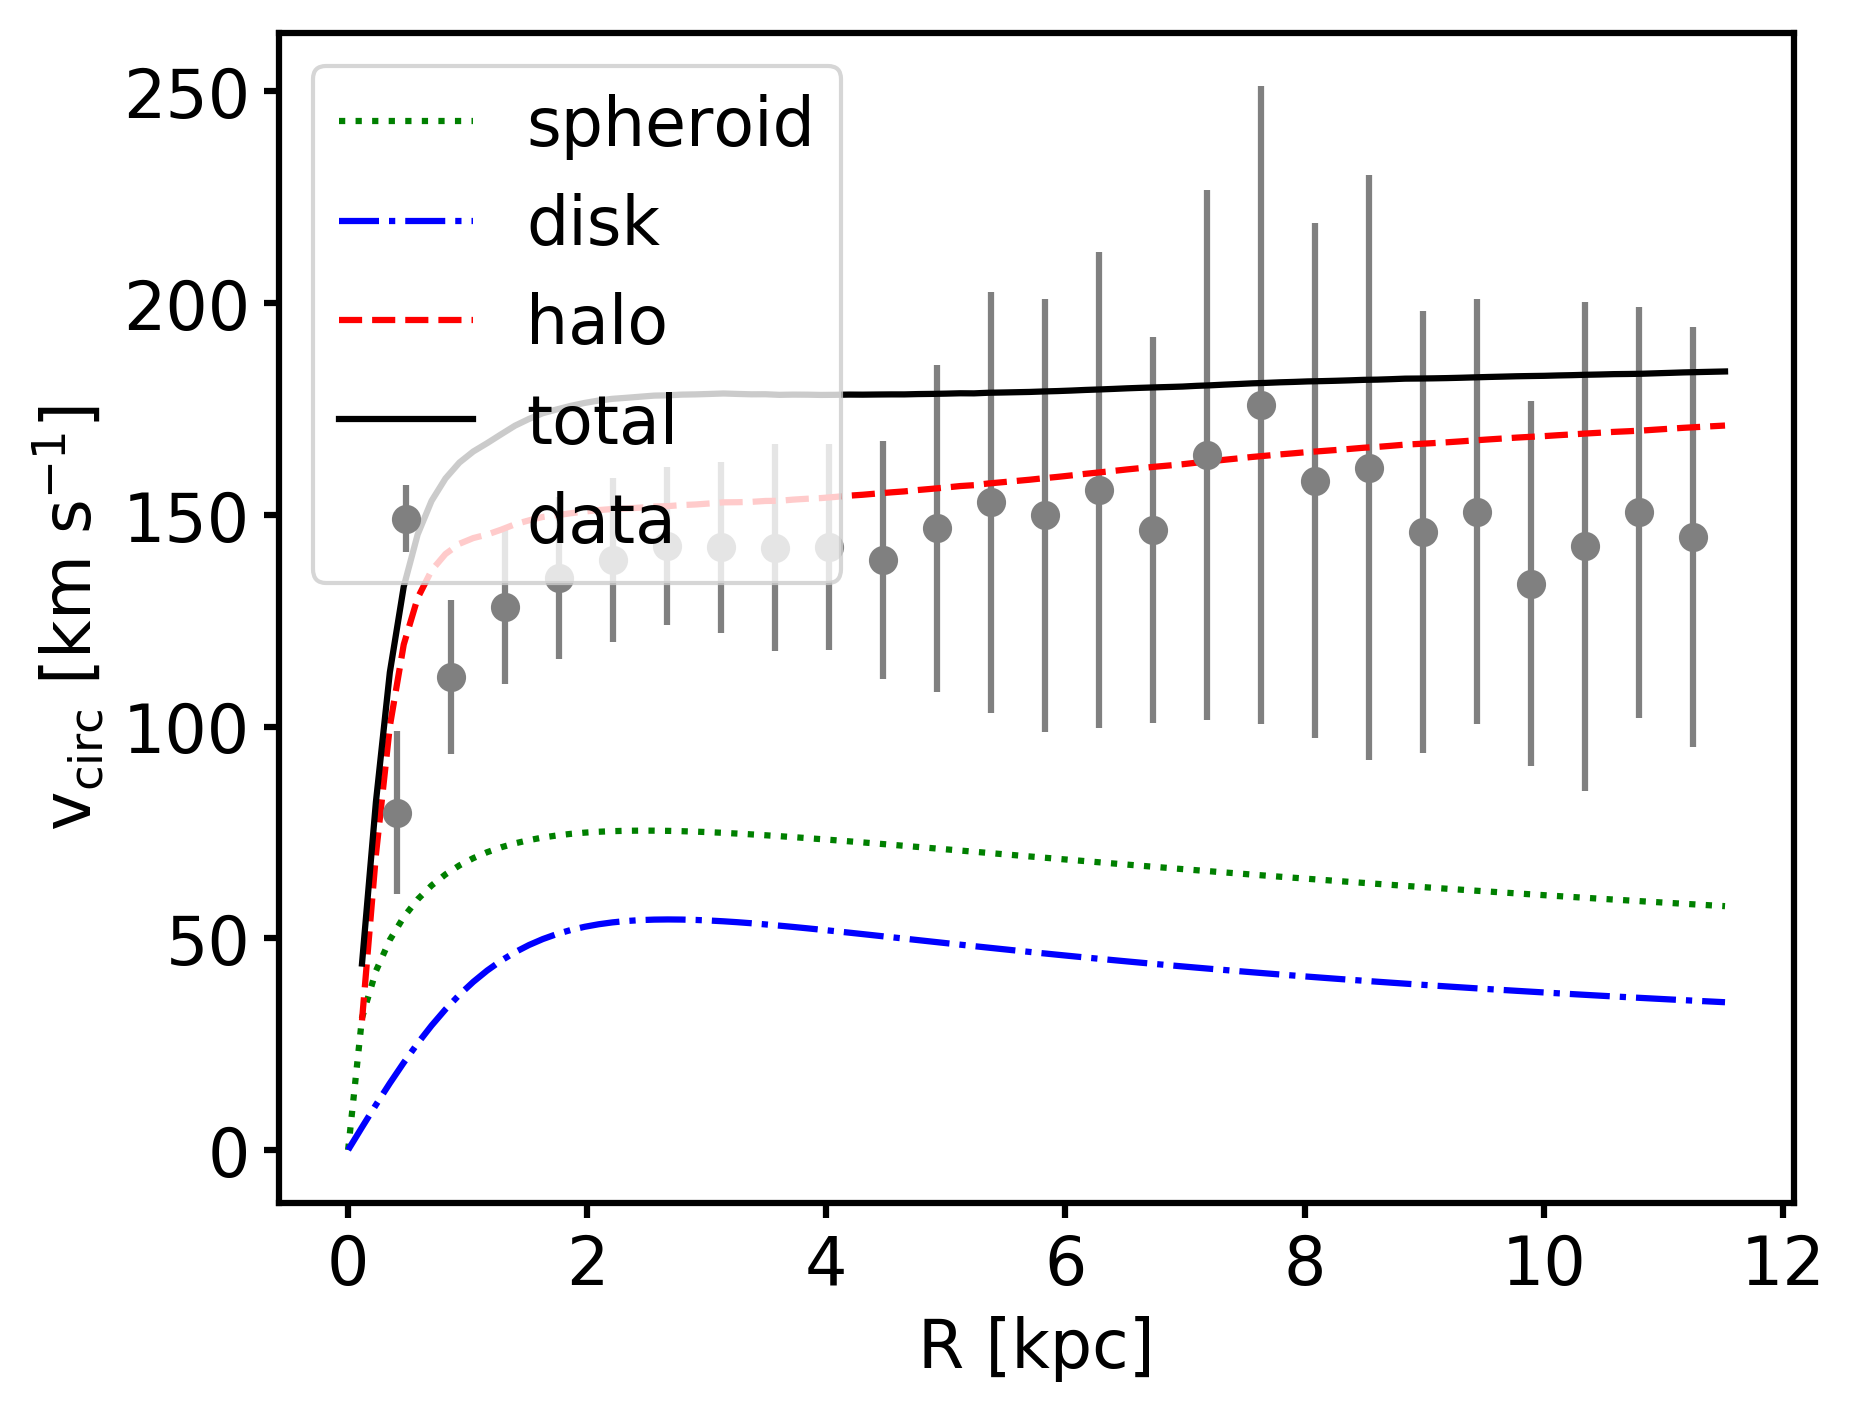 250
200
150
100
50
0
v_circ [km s⁻¹]
spheroid
disk
halo
total
data
0 2 4 6 8 10 12
R [kpc]